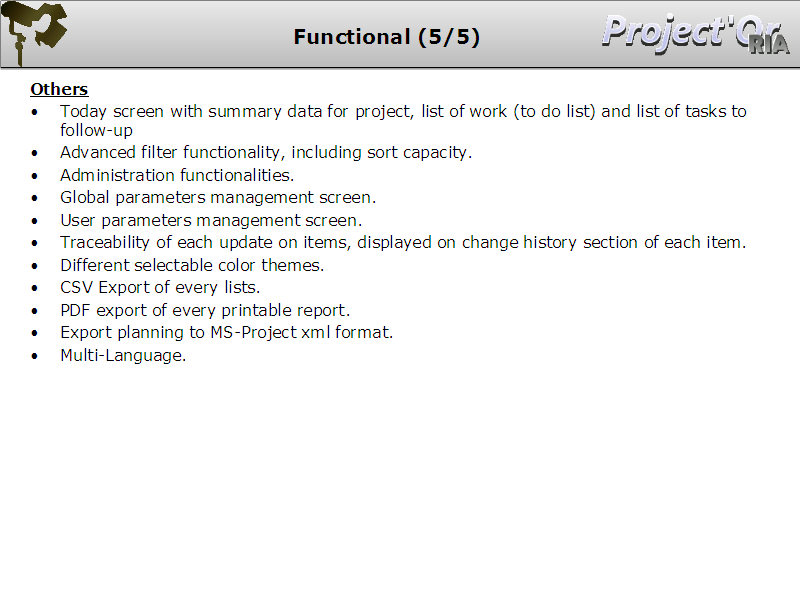 Functional (5/5)
Project'Or
RIA
Others
• Today screen with summary data for project, list of work (to do list) and list of tasks to
follow-up
• Advanced filter functionality, including sort capacity.
• Administration functionalities.
• Global parameters management screen.
• User parameters management screen.
• Traceability of each update on items, displayed on change history section of each item.
• Different selectable color themes.
• CSV Export of every lists.
• PDF export of every printable report.
• Export planning to MS-Project xml format.
• Multi-Language.